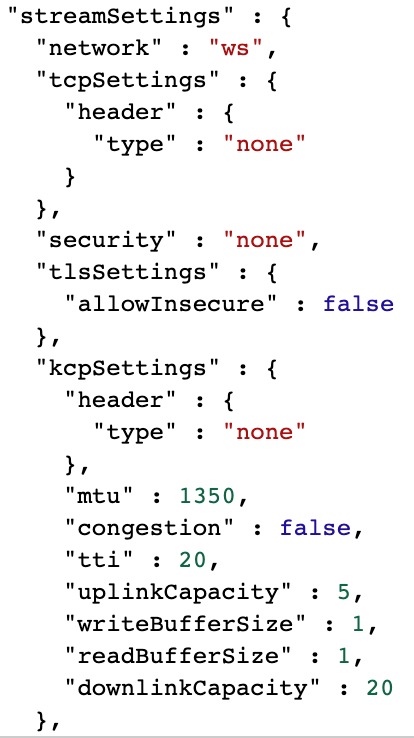 "streamSettings" : {
"network" : "ws",
"tcpSettings" : {
"header" : {
"type" : "none"
}
},
"security" : "none",
"tlsSettings" : {
"allowInsecure" : false
},
"kcpSettings" : {
"header" : {
"type" : "none"
},
"mtu" : 1350,
"congestion" : false,
"tti" : 20,
"uplinkCapacity" : 5,
"writeBufferSize" : 1,
"readBufferSize" : 1,
"downlinkCapacity" : 20
},